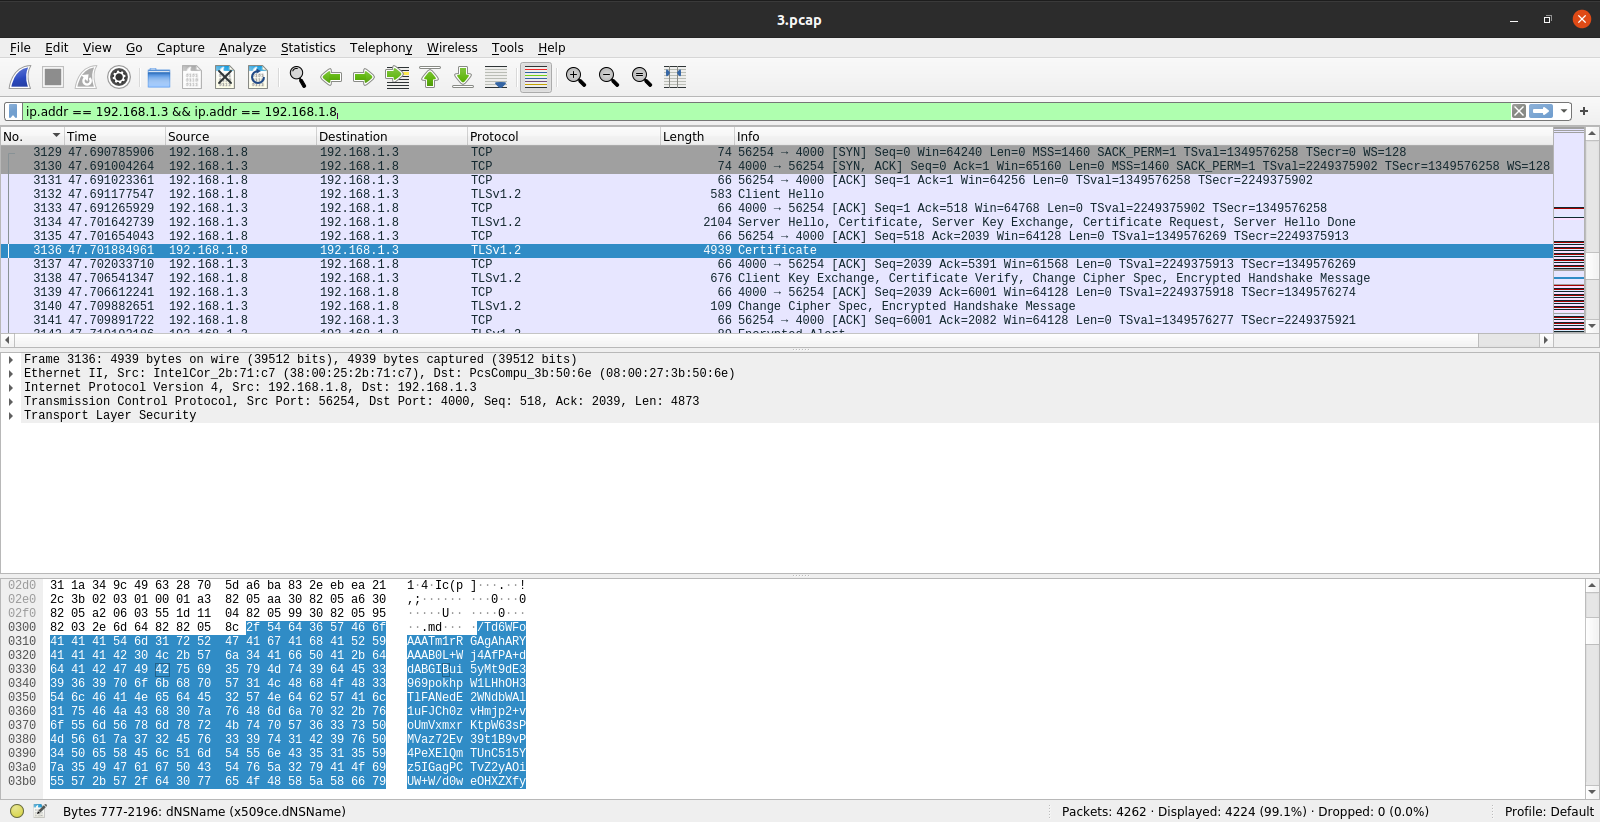 3.pcap
File Edit View Go Capture Analyze Statistics Telephony Wireless Tools Help
ip.addr == 192.168.1.3 && ip.addr == 192.168.1.8
No. Time Source Destination Protocol Length Info
3129 47.690785906 192.168.1.8 192.168.1.3 TCP 74 56254 → 4000 [SYN] Seq=0 Win=64240 Len=0 MSS=1460 SACK_PERM=1 TSval=1349576258 TSecr=0 WS=128
3130 47.691004264 192.168.1.3 192.168.1.8 TCP 74 4000 → 56254 [SYN, ACK] Seq=0 Ack=1 Win=65160 Len=0 MSS=1460 SACK_PERM=1 TSval=2249375902 TSecr=1349576258 WS=128
3131 47.691023361 192.168.1.8 192.168.1.3 TCP 66 56254 → 4000 [ACK] Seq=1 Ack=1 Win=64256 Len=0 TSval=1349576258 TSecr=2249375902
3132 47.691177547 192.168.1.8 192.168.1.3 TLSv1.2 583 Client Hello
3133 47.691265929 192.168.1.3 192.168.1.8 TCP 66 4000 → 56254 [ACK] Seq=1 Ack=518 Win=64768 Len=0 TSval=2249375902 TSecr=1349576258
3134 47.701642739 192.168.1.3 192.168.1.8 TLSv1.2 2104 Server Hello, Certificate, Server Key Exchange, Certificate Request, Server Hello Done
3135 47.701654043 192.168.1.8 192.168.1.3 TCP 66 56254 → 4000 [ACK] Seq=518 Ack=2039 Win=64128 Len=0 TSval=1349576269 TSecr=2249375913
3136 47.701884961 192.168.1.8 192.168.1.3 TLSv1.2 4939 Certificate
3137 47.702033710 192.168.1.3 192.168.1.8 TCP 66 4000 → 56254 [ACK] Seq=2039 Ack=5391 Win=61568 Len=0 TSval=2249375913 TSecr=1349576269
3138 47.706541347 192.168.1.8 192.168.1.3 TLSv1.2 676 Client Key Exchange, Certificate Verify, Change Cipher Spec, Encrypted Handshake Message
3139 47.706612241 192.168.1.3 192.168.1.8 TCP 66 4000 → 56254 [ACK] Seq=2039 Ack=6001 Win=64128 Len=0 TSval=2249375918 TSecr=1349576274
3140 47.709882651 192.168.1.3 192.168.1.8 TLSv1.2 109 Change Cipher Spec, Encrypted Handshake Message
3141 47.709891722 192.168.1.8 192.168.1.3 TCP 66 56254 → 4000 [ACK] Seq=6001 Ack=2082 Win=64128 Len=0 TSval=1349576277 TSecr=2249375921
Frame 3136: 4939 bytes on wire (39512 bits), 4939 bytes captured (39512 bits)
Ethernet II, Src: IntelCor_2b:71:c7 (38:00:25:2b:71:c7), Dst: PcsCompu_3b:50:6e (08:00:27:3b:50:6e)
Internet Protocol Version 4, Src: 192.168.1.8, Dst: 192.168.1.3
Transmission Control Protocol, Src Port: 56254, Dst Port: 4000, Seq: 518, Ack: 2039, Len: 4873
Transport Layer Security
02d0 31 1a 34 9c 49 63 28 70 5d a6 ba 83 2e eb ea 21 1·4·Ic(p ]···.··!
02e0 2c 3b 02 03 01 00 01 a3 82 05 aa 30 82 05 a6 30 ,;······ ···0···0
02f0 82 05 a2 06 03 55 1d 11 04 82 05 99 30 82 05 95 ·····U·· ····0···
0300 82 03 2e 6d 64 82 82 05 8c 2f 54 64 36 57 46 6f ··.md··· ·/Td6WFo
0310 41 41 41 54 6d 31 72 52 47 41 67 41 68 41 52 59 AAATm1rR GAgAhARY
0320 41 41 41 42 30 4c 2b 57 6a 34 41 66 50 41 2b 64 AAAB0L+W j4AfPA+d
0330 64 41 42 47 49 42 75 69 35 79 4d 74 39 64 45 33 dABGIBui 5yMt9dE3
0340 39 36 39 70 6f 6b 68 70 57 31 4c 48 68 4f 48 33 969pokhp W1LHhOH3
0350 54 6c 46 41 4e 65 64 45 32 57 4e 64 62 57 41 6c TlFANedE 2WNdbWAl
0360 31 75 46 4a 43 68 30 7a 76 48 6d 6a 70 32 2b 76 1uFJCh0z vHmjp2+v
0370 6f 55 6d 56 78 6d 78 72 4b 74 70 57 36 33 73 50 oUmVxmxr KtpW63sP
0380 4d 56 61 7a 37 32 45 76 33 39 74 31 42 39 76 50 MVaz72Ev 39t1B9vP
0390 34 50 65 58 45 6c 51 6d 54 55 6e 43 35 31 35 59 4PeXElQm TUnC515Y
03a0 7a 35 49 47 61 67 50 43 54 76 5a 32 79 41 4f 69 z5IGagPC TvZ2yAOi
03b0 55 57 2b 57 2f 64 30 77 65 4f 48 58 5a 58 66 79 UW+W/d0w eOHXZXfy
Bytes 777-2196: dNSName (x509ce.dNSName) Packets: 4262 · Displayed: 4224 (99.1%) · Dropped: 0 (0.0%) Profile: Default